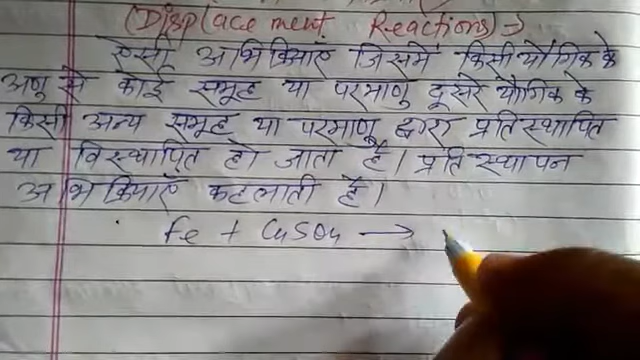 (Displacement Reactions)→
ऐसी अभिक्रियाएँ जिसमें किसी यौगिक के
अणु से कोई समूह या परमाणु दूसरे यौगिक के
किसी अन्य समूह या परमाणु द्वारा प्रतिस्थापित
या विस्थापित हो जाता है। प्रतिस्थापन
अभिक्रियाएँ कहलाती है।
Fe + CuSO4 →